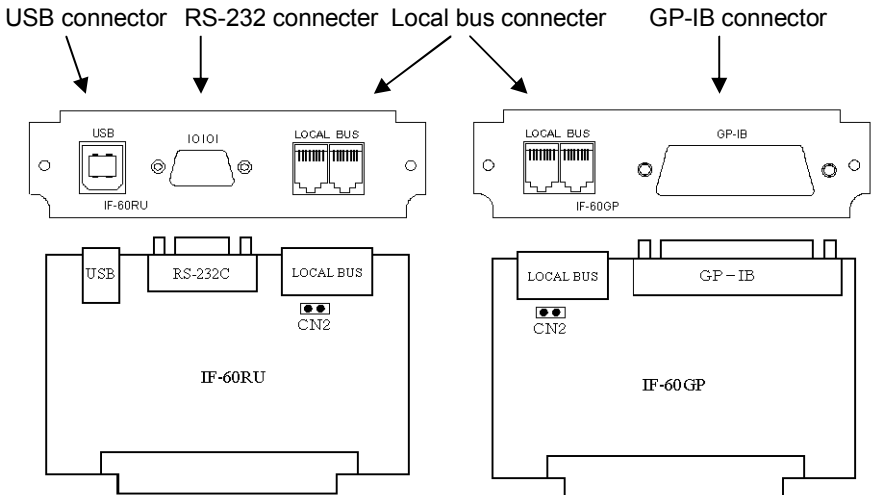 USB connector RS-232 connecter Local bus connecter GP-IB connector
USB IOIOI LOCAL BUS
IF-60RU
LOCAL BUS GP-IB
IF-60GP
USB RS-232C LOCAL BUS
CN2
IF-60RU
LOCAL BUS GP-IB
CN2
IF-60GP